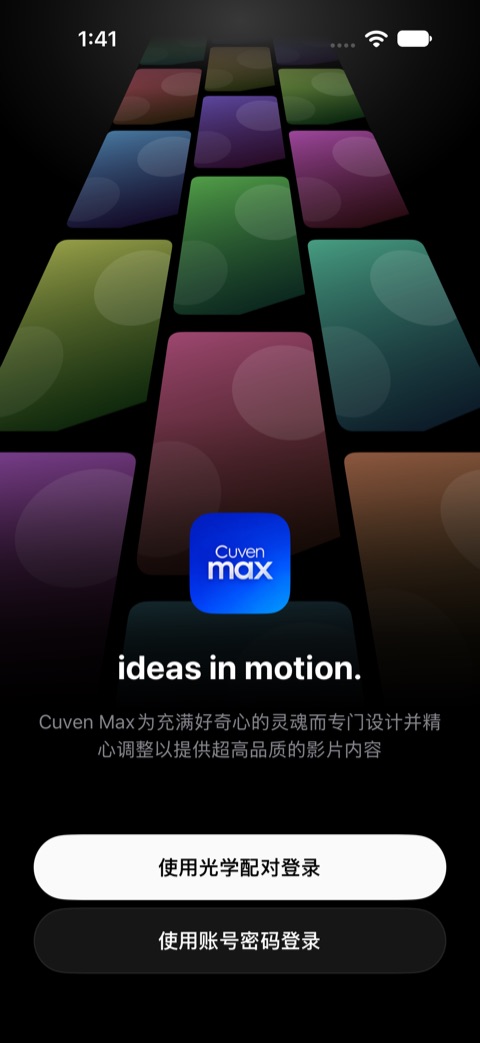 1:41
Cuven
max
ideas in motion.
Cuven Max为充满好奇心的灵魂而专门设计并精
心调整以提供超高品质的影片内容
使用光学配对登录
使用账号密码登录